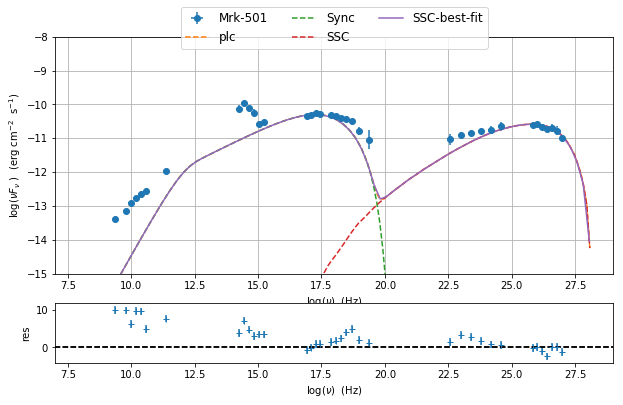 Mrk-501 Sync SSC-best-fit
plc SSC
−8
−9
−10
−11
−12
−13
−14
−15
log(νFν ) (erg cm−2 s−1)
7.5 10.0 12.5 15.0 17.5 20.0 22.5 25.0 27.5
log(ν) (Hz)
10
0
res
7.5 10.0 12.5 15.0 17.5 20.0 22.5 25.0 27.5
log(ν) (Hz)